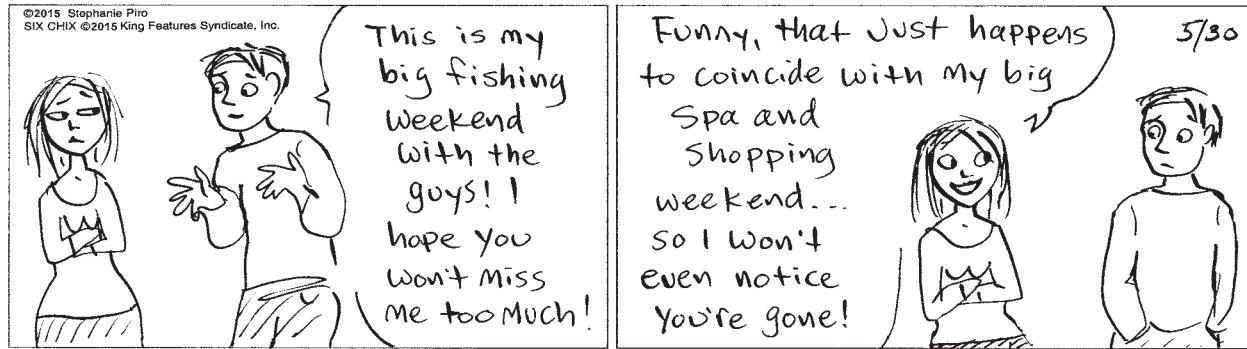 ©2015 Stephanie Piro
SIX CHIX ©2015 King Features Syndicate, Inc.
This is my
big fishing
weekend
with the
guys! I
hope you
won't miss
me too much!
Funny, that just happens
to coincide with my big
Spa and
Shopping
weekend...
so I won't
even notice
you're gone!
5/30